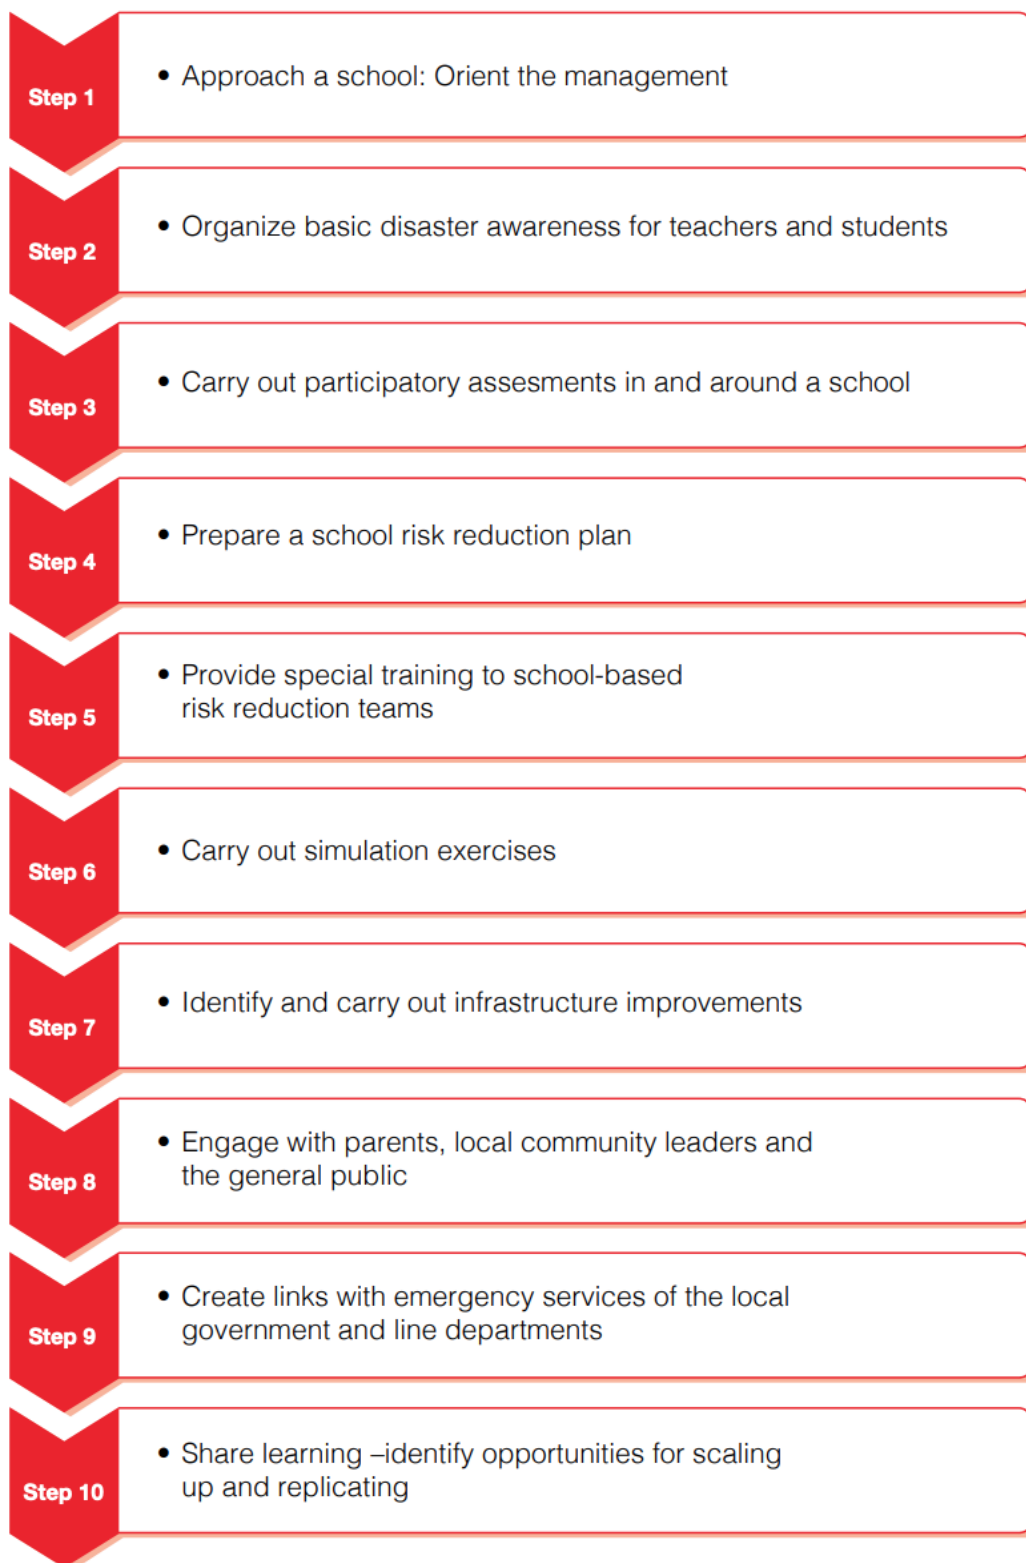 Step 1
• Approach a school: Orient the management
Step 2
• Organize basic disaster awareness for teachers and students
Step 3
• Carry out participatory assesments in and around a school
Step 4
• Prepare a school risk reduction plan
Step 5
• Provide special training to school-based
risk reduction teams
Step 6
• Carry out simulation exercises
Step 7
• Identify and carry out infrastructure improvements
Step 8
• Engage with parents, local community leaders and
the general public
Step 9
• Create links with emergency services of the local
government and line departments
Step 10
• Share learning –identify opportunities for scaling
up and replicating